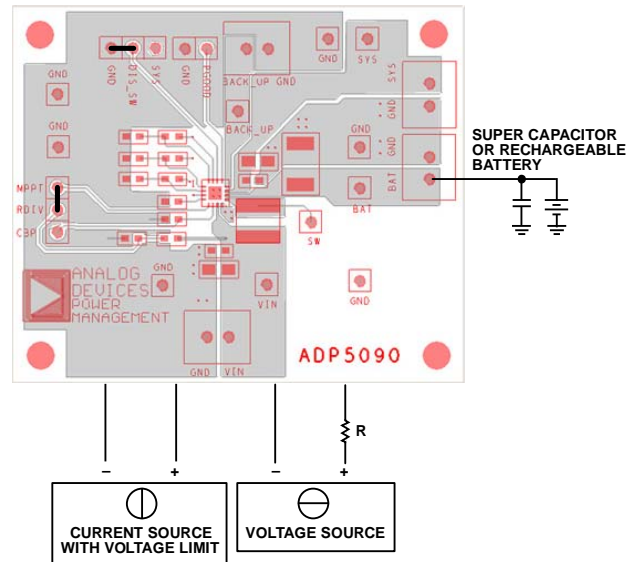 GND
DIS_SW
SYS
GND
PGOOD
BACK_UP GND
GND
SYS
SYS
GND
GND
BAT
GND
GND
BACK_UP
GND
BAT
SUPER CAPACITOR
OR RECHARGEABLE
BATTERY
MPPT
RDIV
CBP
SW
GND
VIN
GND
ANALOG
DEVICES
POWER
MANAGEMENT
GND VIN
ADP5090
R
– +
– +
CURRENT SOURCE
WITH VOLTAGE LIMIT
VOLTAGE SOURCE